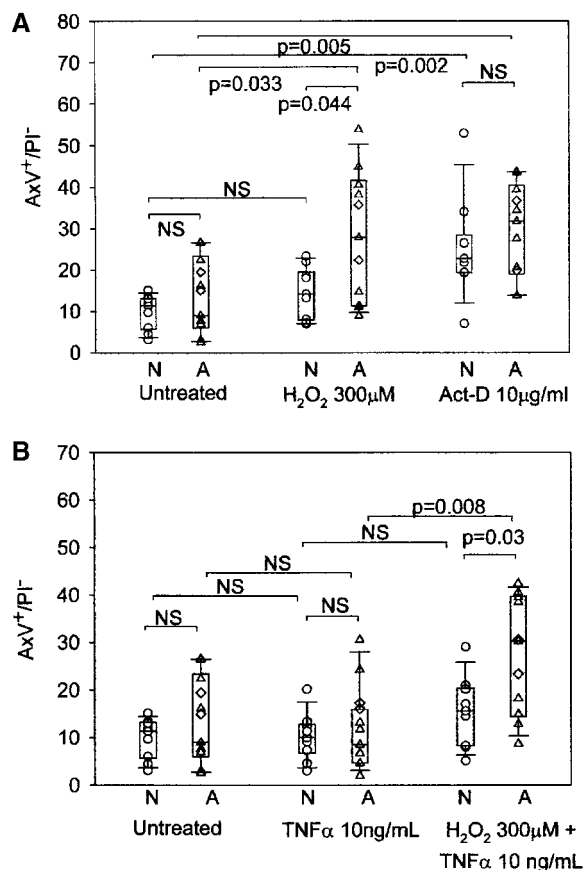 A
80
70
60
50
40
30
20
10
0
AxV⁺/PI⁻
p=0.005
p=0.002
p=0.033
p=0.044
NS
NS
NS
N A N A N A
Untreated H₂O₂ 300μM Act-D 10μg/ml
B
70
60
50
40
30
20
10
0
AxV⁺/PI⁻
p=0.008
NS
p=0.03
NS
NS
NS
NS
N A N A N A
Untreated TNFα 10ng/mL H₂O₂ 300μM +
TNFα 10 ng/mL